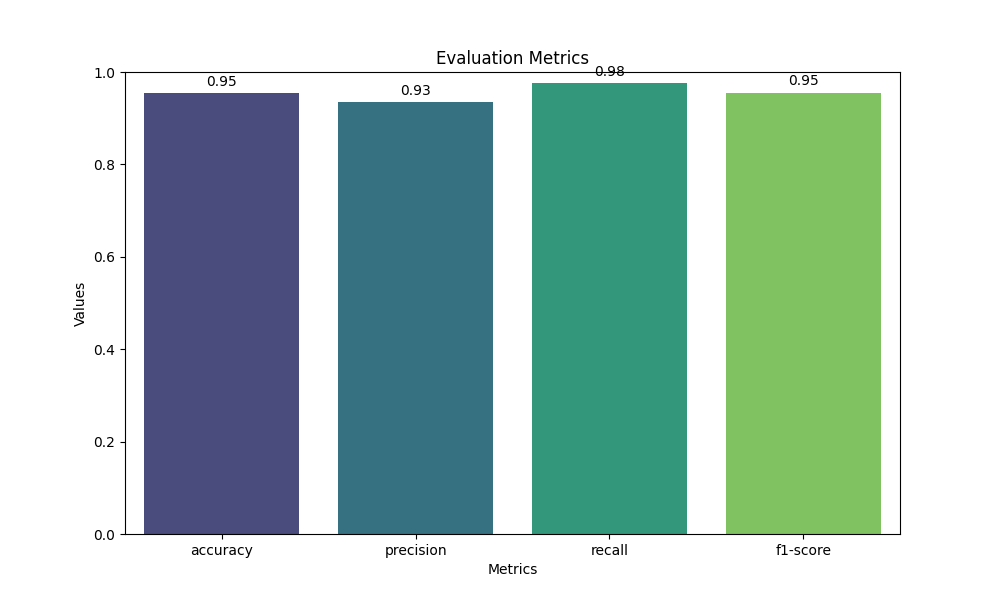 Evaluation Metrics
1.0
0.8
0.6
0.4
0.2
0.0
Values
0.95
0.93
0.98
0.95
accuracy
precision
recall
f1-score
Metrics